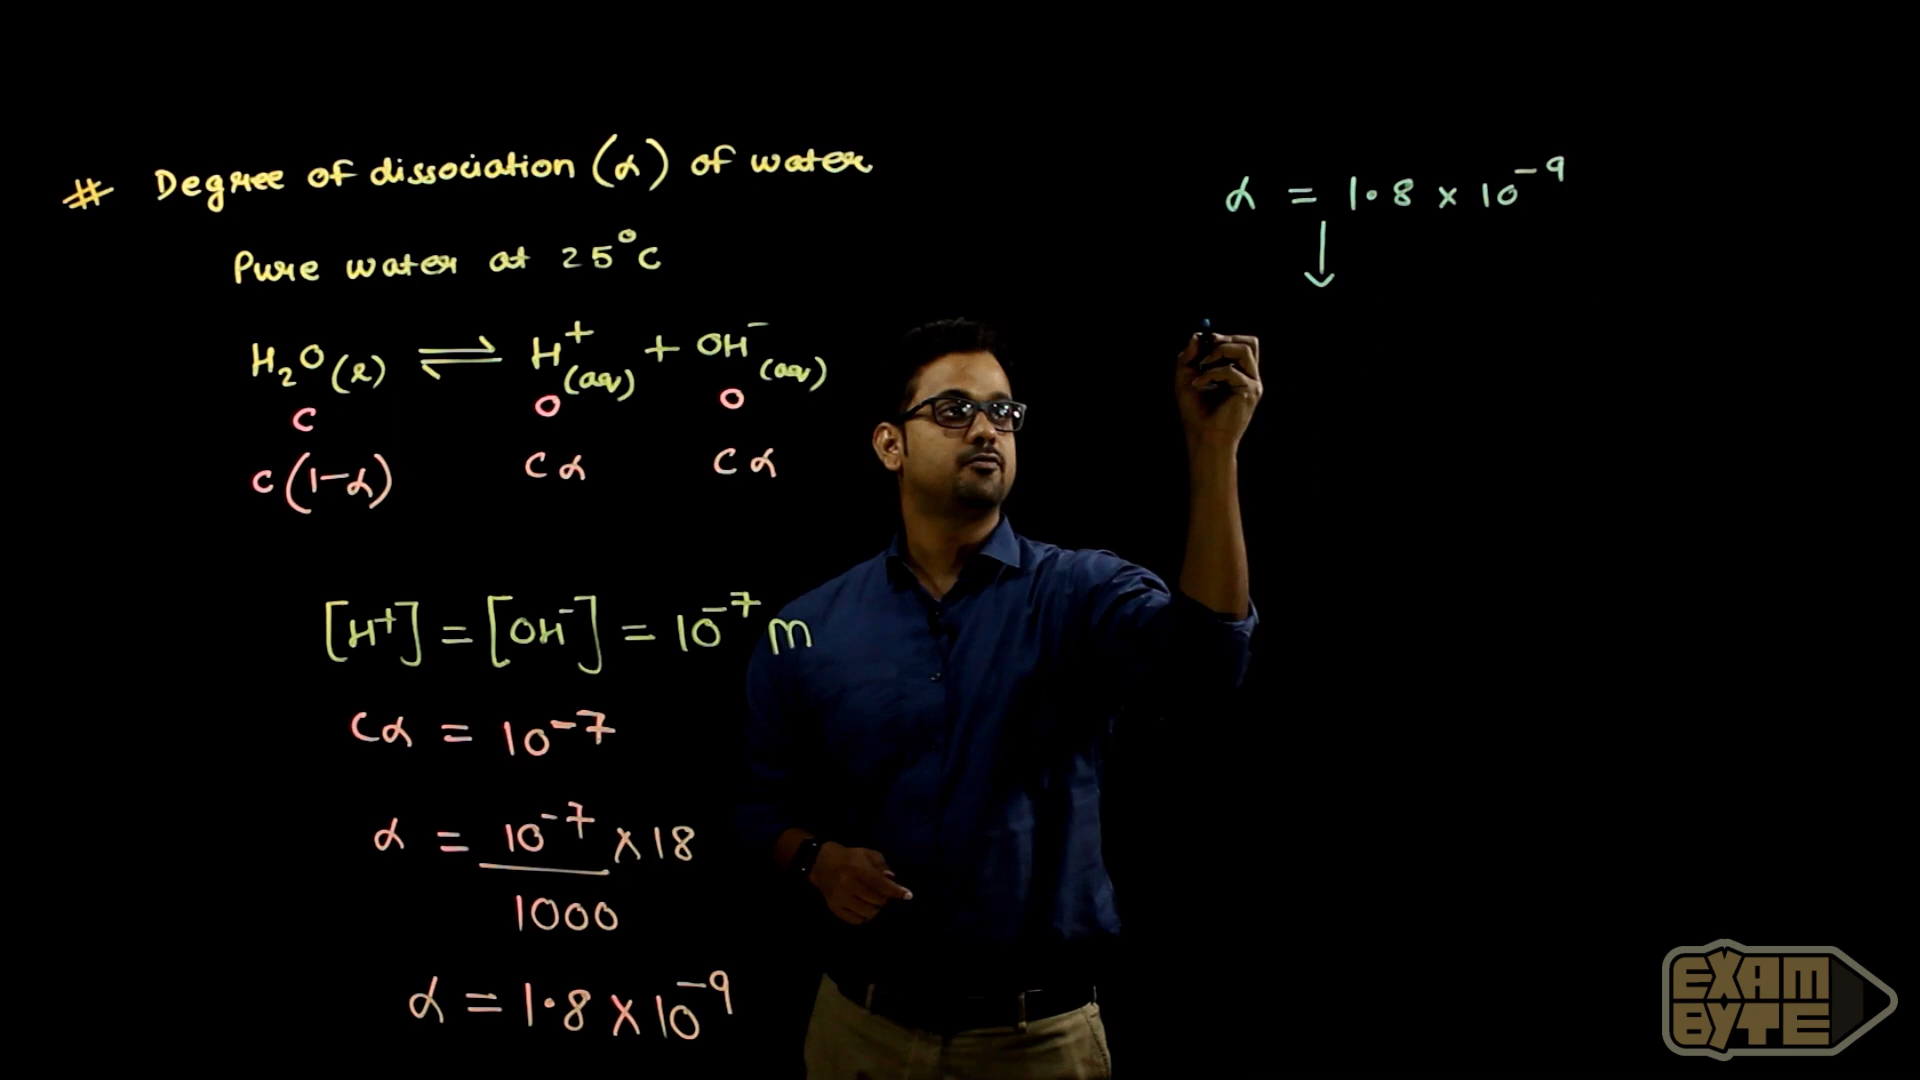 # Degree of dissociation (α) of water
Pure water at 25°C
H₂O(l) ⇌ H⁺(aq) + OH⁻(aq)
C 0 0
C(1-α) Cα Cα
[H⁺] = [OH⁻] = 10⁻⁷ M
Cα = 10⁻⁷
α = 10⁻⁷ × 18
1000
α = 1.8 × 10⁻⁹
α = 1.8 × 10⁻⁹
↓
EXAM
BYTE